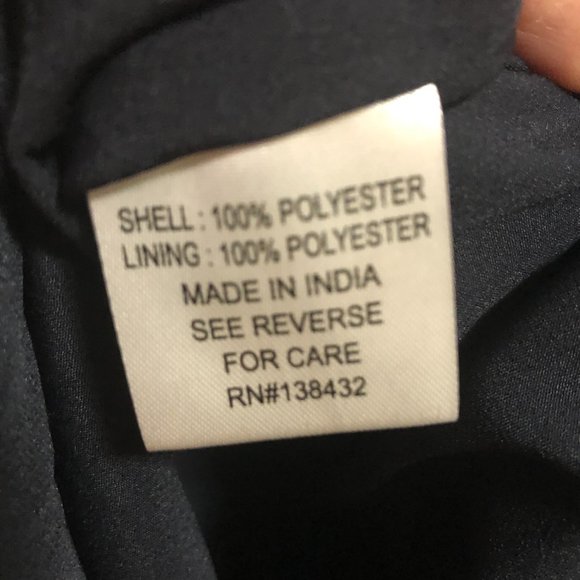 SHELL : 100% POLYESTER
LINING : 100% POLYESTER
MADE IN INDIA
SEE REVERSE
FOR CARE
RN#138432